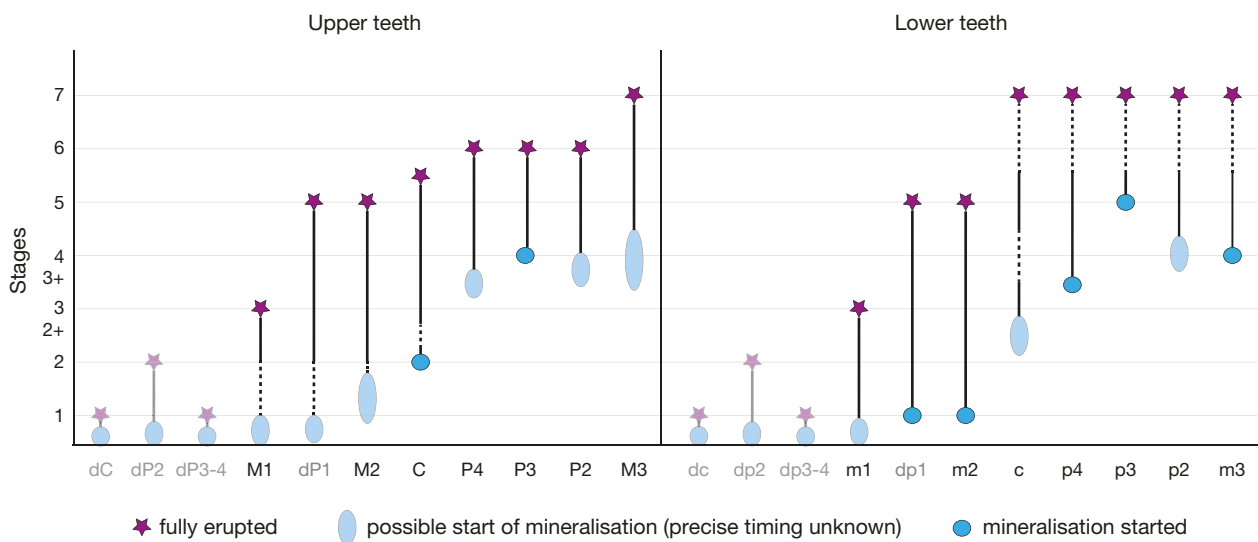 Upper teeth
Lower teeth
Stages
7
6
5
4
3+
3
2+
2
1
dC dP2 dP3-4 M1 dP1 M2 C P4 P3 P2 M3
dc dp2 dp3-4 m1 dp1 m2 c p4 p3 p2 m3
fully erupted
possible start of mineralisation (precise timing unknown)
mineralisation started